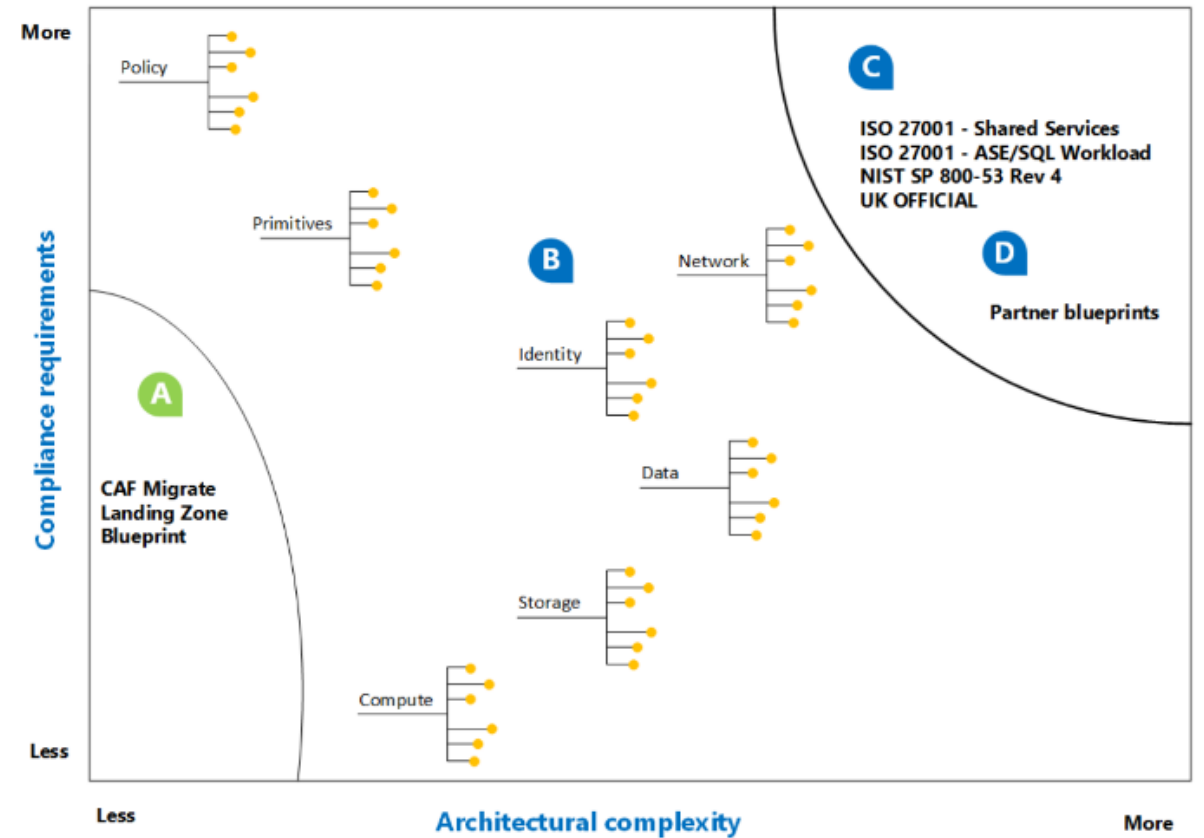 More
Policy
C
ISO 27001 - Shared Services
ISO 27001 - ASE/SQL Workload
NIST SP 800-53 Rev 4
UK OFFICIAL
Primitives
B
Network
D
Partner blueprints
Identity
Compliance requirements
A
CAF Migrate
Landing Zone
Blueprint
Data
Storage
Compute
Less
Less
Architectural complexity
More